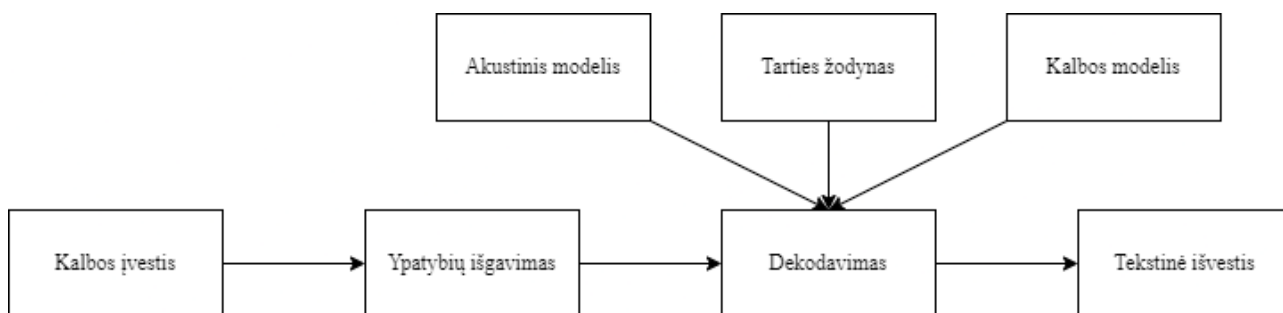 Akustinis modelis
Tarties žodynas
Kalbos modelis
Kalbos įvestis
Ypatybių išgavimas
Dekodavimas
Tekstinė išvestis